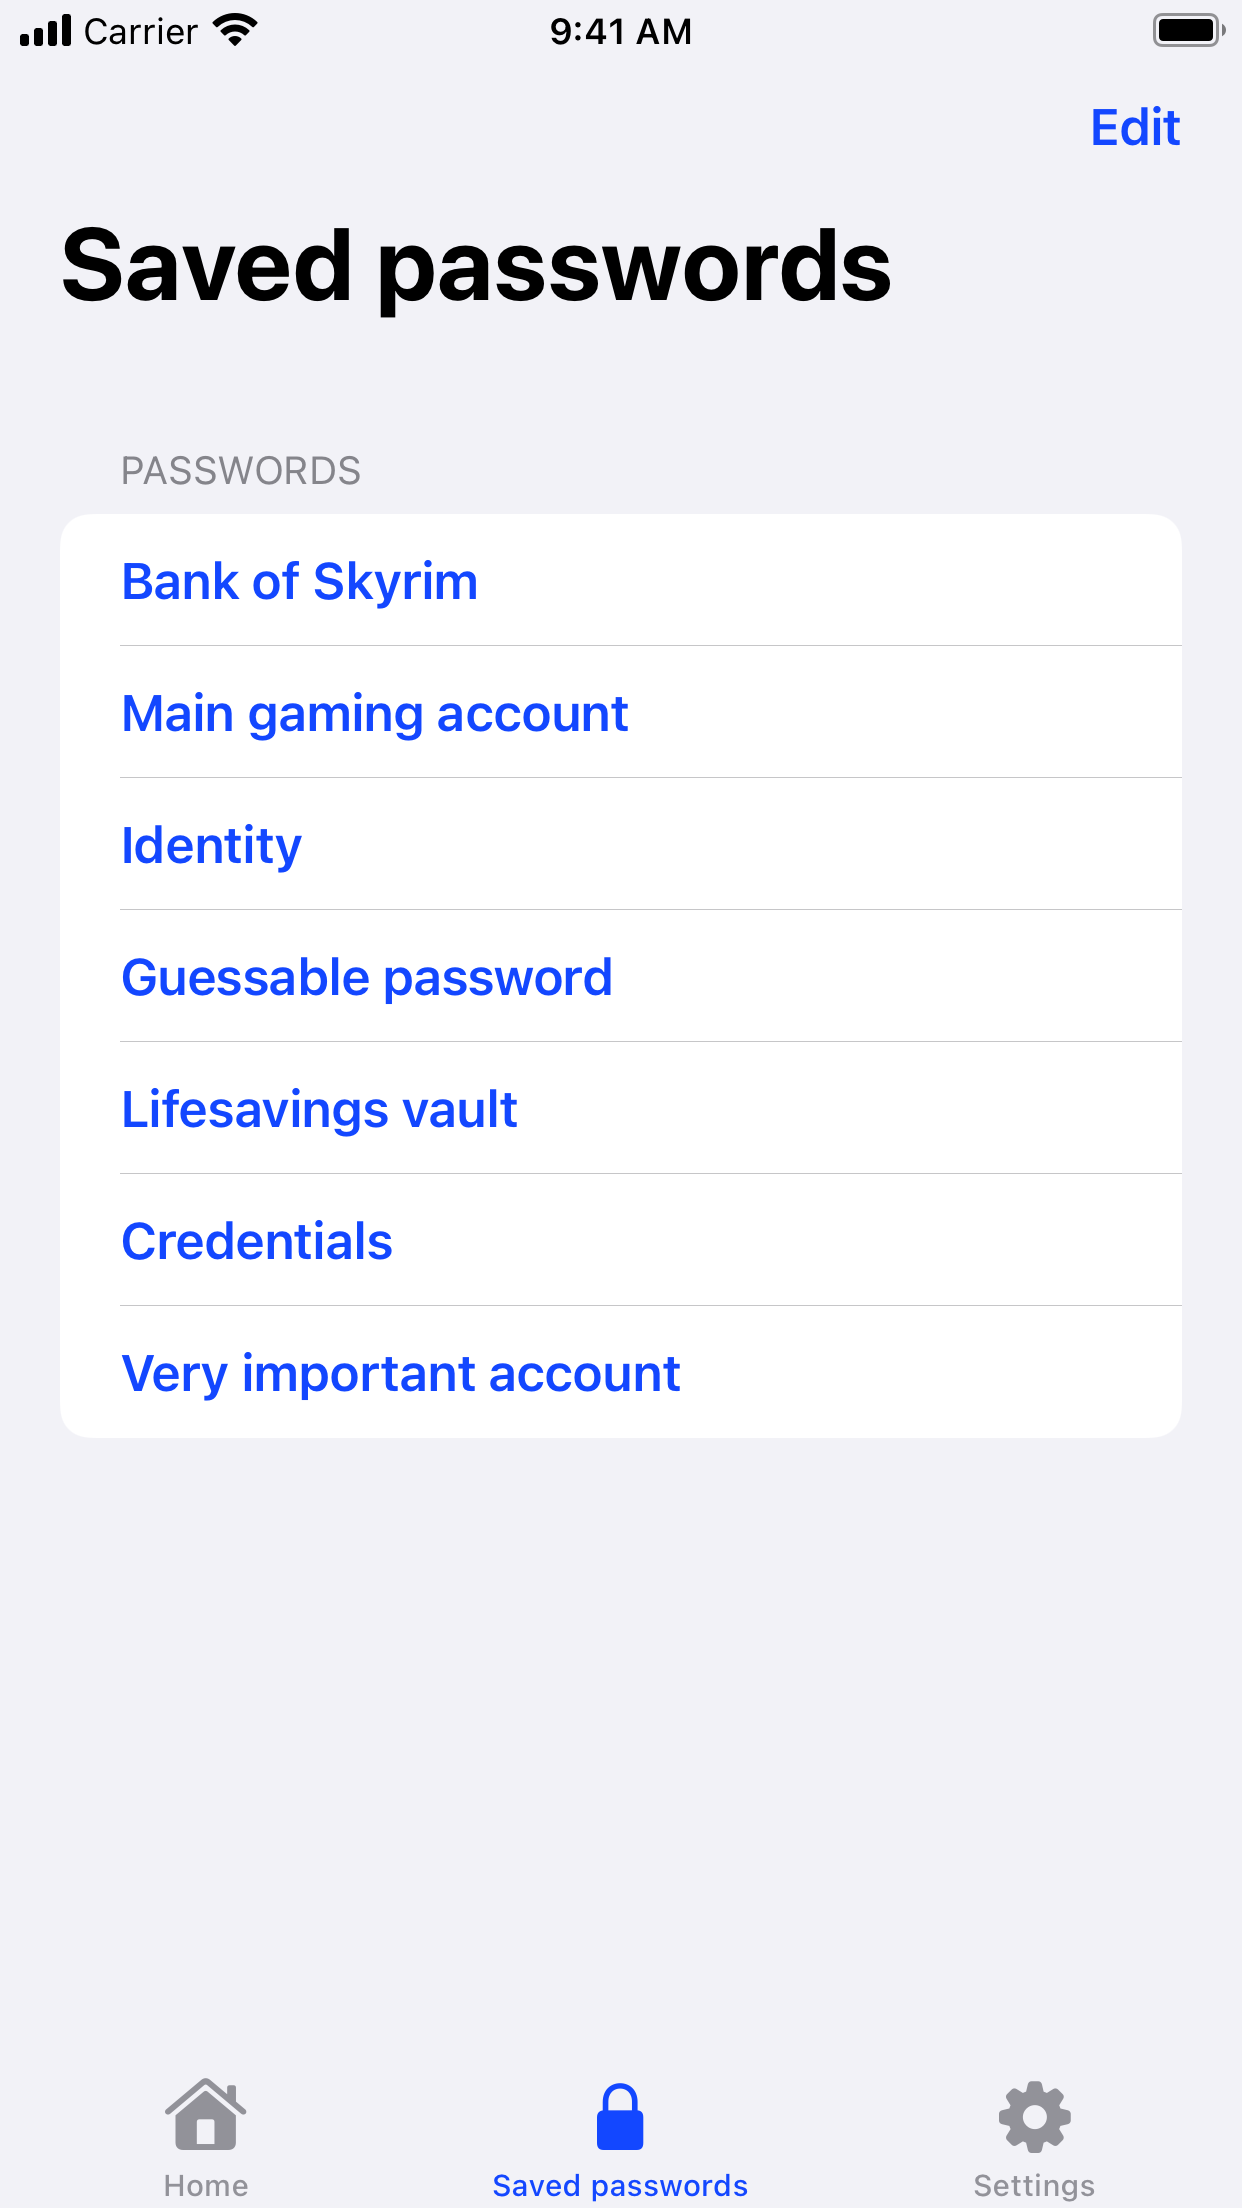 Carrier 9:41 AM
Edit
Saved passwords
PASSWORDS
Bank of Skyrim
Main gaming account
Identity
Guessable password
Lifesavings vault
Credentials
Very important account
Home Saved passwords Settings